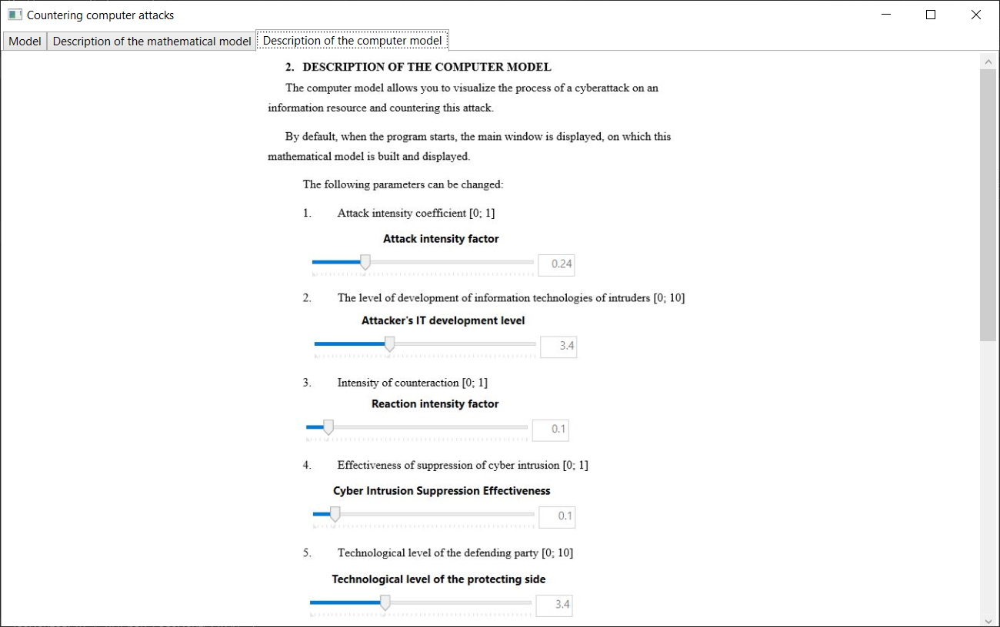 Countering computer attacks
Model Description of the mathematical model Description of the computer model
2. DESCRIPTION OF THE COMPUTER MODEL
The computer model allows you to visualize the process of a cyberattack on an
information resource and countering this attack.
By default, when the program starts, the main window is displayed, on which this
mathematical model is built and displayed.
The following parameters can be changed:
1. Attack intensity coefficient [0; 1]
Attack intensity factor
0.24
2. The level of development of information technologies of intruders [0; 10]
Attacker's IT development level
3.4
3. Intensity of counteraction [0; 1]
Reaction intensity factor
0.1
4. Effectiveness of suppression of cyber intrusion [0; 1]
Cyber Intrusion Suppression Effectiveness
0.1
5. Technological level of the defending party [0; 10]
Technological level of the protecting side
3.4